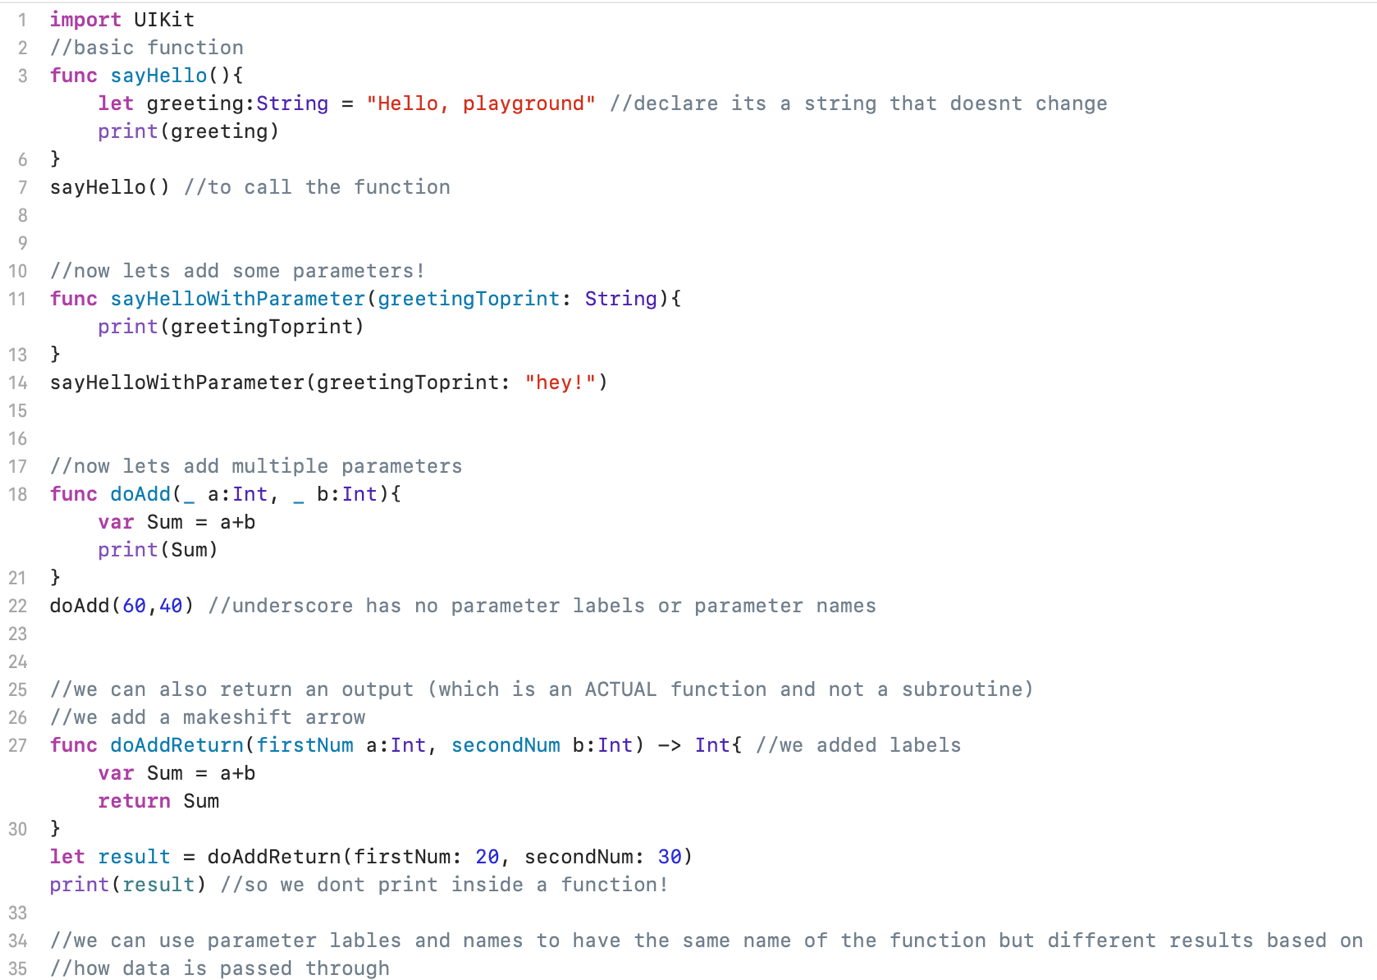 1 import UIKit
2 //basic function
3 func sayHello(){
let greeting:String = "Hello, playground" //declare its a string that doesnt change
print(greeting)
6 }
7 sayHello() //to call the function
8
9
10 //now lets add some parameters!
11 func sayHelloWithParameter(greetingToprint: String){
print(greetingToprint)
13 }
14 sayHelloWithParameter(greetingToprint: "hey!")
15
16
17 //now lets add multiple parameters
18 func doAdd(_ a:Int, _ b:Int){
var Sum = a+b
print(Sum)
21 }
22 doAdd(60,40) //underscore has no parameter labels or parameter names
23
24
25 //we can also return an output (which is an ACTUAL function and not a subroutine)
26 //we add a makeshift arrow
27 func doAddReturn(firstNum a:Int, secondNum b:Int) -> Int{ //we added labels
var Sum = a+b
return Sum
30 }
let result = doAddReturn(firstNum: 20, secondNum: 30)
print(result) //so we dont print inside a function!
33
34 //we can use parameter lables and names to have the same name of the function but different results based on
35 //how data is passed through